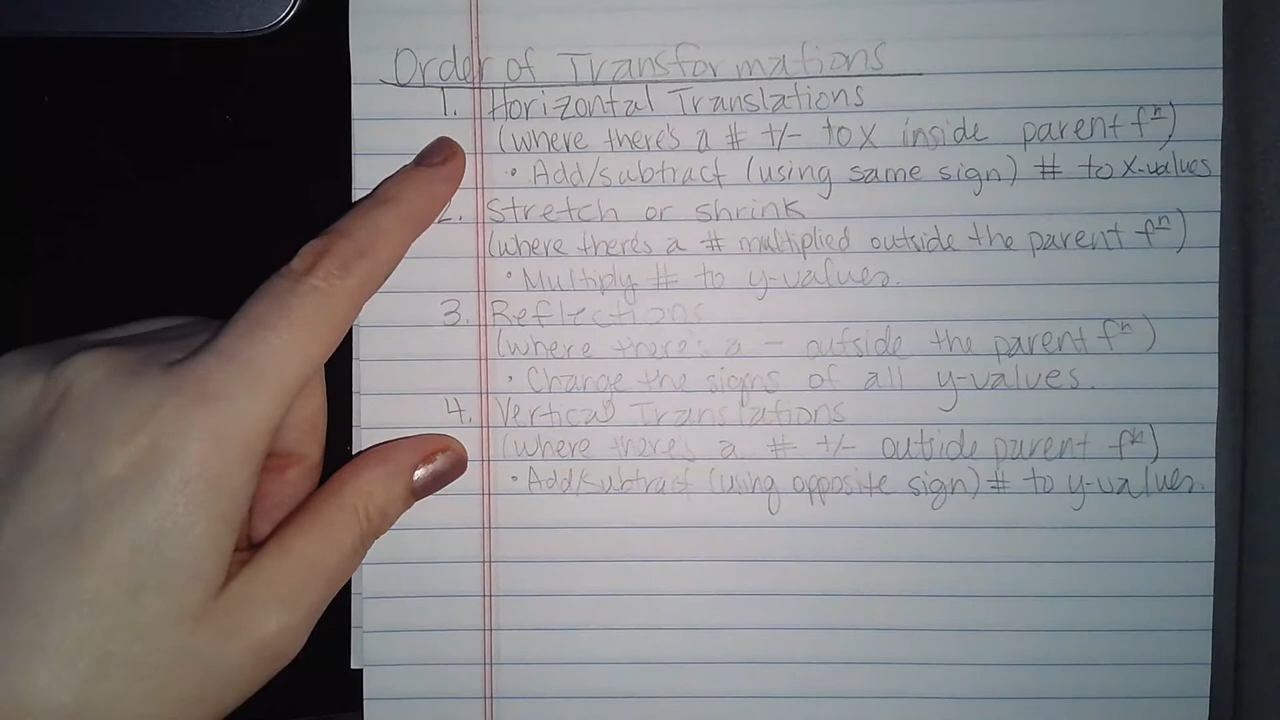 Order of Transformations
1. Horizontal Translations
(where there's a # +/- to x inside parent fⁿ)
• Add/subtract (using same sign) # to x-values
2. Stretch or shrink
(where there's a # multiplied outside the parent fⁿ)
• Multiply # to y-values.
3. Reflections
(where there's a - outside the parent fⁿ)
• Change the signs of all y-values.
4. Vertical Translations
(where there's a # +/- outside parent fⁿ)
• Add/subtract (using opposite sign) # to y-values.